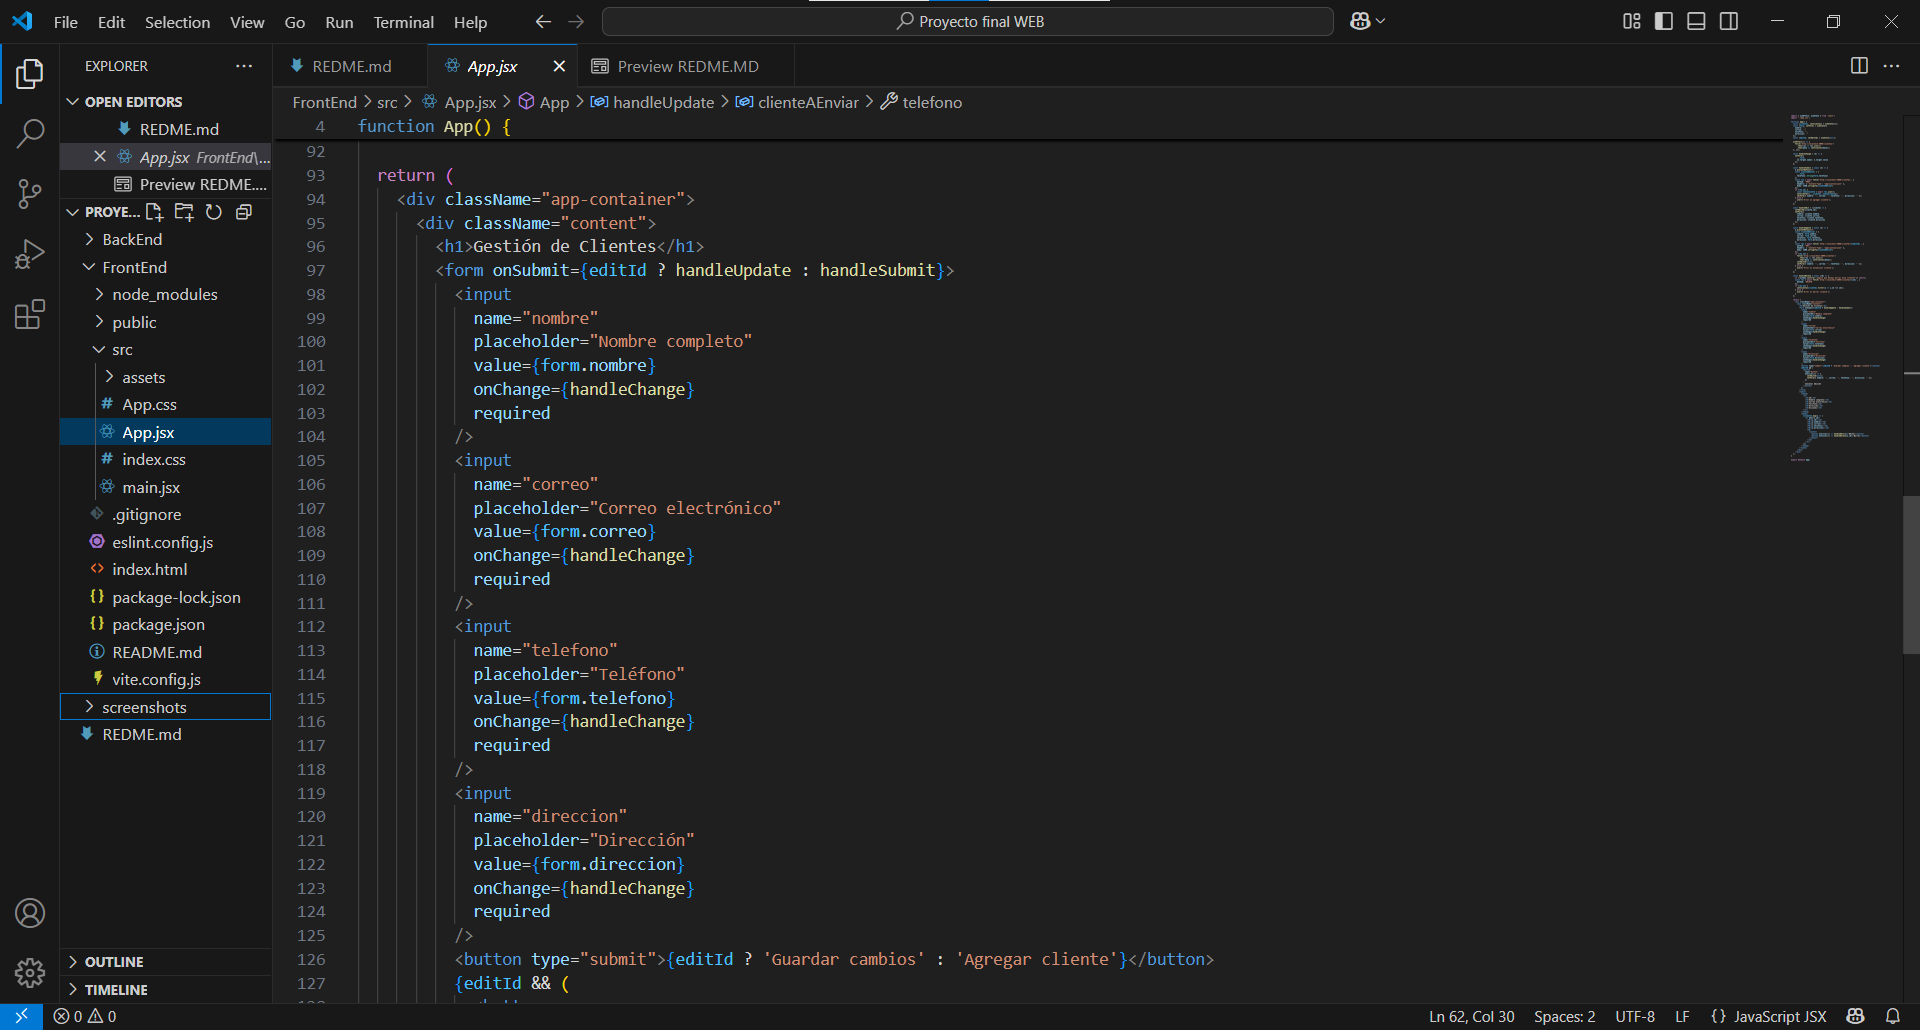 File Edit Selection View Go Run Terminal Help
Proyecto final WEB
EXPLORER
OPEN EDITORS
REDME.md
App.jsx FrontEnd\...
Preview REDME....
PROYE...
BackEnd
FrontEnd
node_modules
public
src
assets
App.css
App.jsx
index.css
main.jsx
.gitignore
eslint.config.js
index.html
package-lock.json
package.json
README.md
vite.config.js
screenshots
REDME.md
OUTLINE
TIMELINE
REDME.md App.jsx Preview REDME.MD
FrontEnd > src > App.jsx > App > handleUpdate > clienteAEnviar > telefono
4 function App() {
92
93 return (
94 <div className="app-container">
95 <div className="content">
96 <h1>Gestión de Clientes</h1>
97 <form onSubmit={editId ? handleUpdate : handleSubmit}>
98 <input
99 name="nombre"
100 placeholder="Nombre completo"
101 value={form.nombre}
102 onChange={handleChange}
103 required
104 />
105 <input
106 name="correo"
107 placeholder="Correo electrónico"
108 value={form.correo}
109 onChange={handleChange}
110 required
111 />
112 <input
113 name="telefono"
114 placeholder="Teléfono"
115 value={form.telefono}
116 onChange={handleChange}
117 required
118 />
119 <input
120 name="direccion"
121 placeholder="Dirección"
122 value={form.direccion}
123 onChange={handleChange}
124 required
125 />
126 <button type="submit">{editId ? 'Guardar cambios' : 'Agregar cliente'}</button>
127 {editId && (
0 0
Ln 62, Col 30 Spaces: 2 UTF-8 LF {} JavaScript JSX